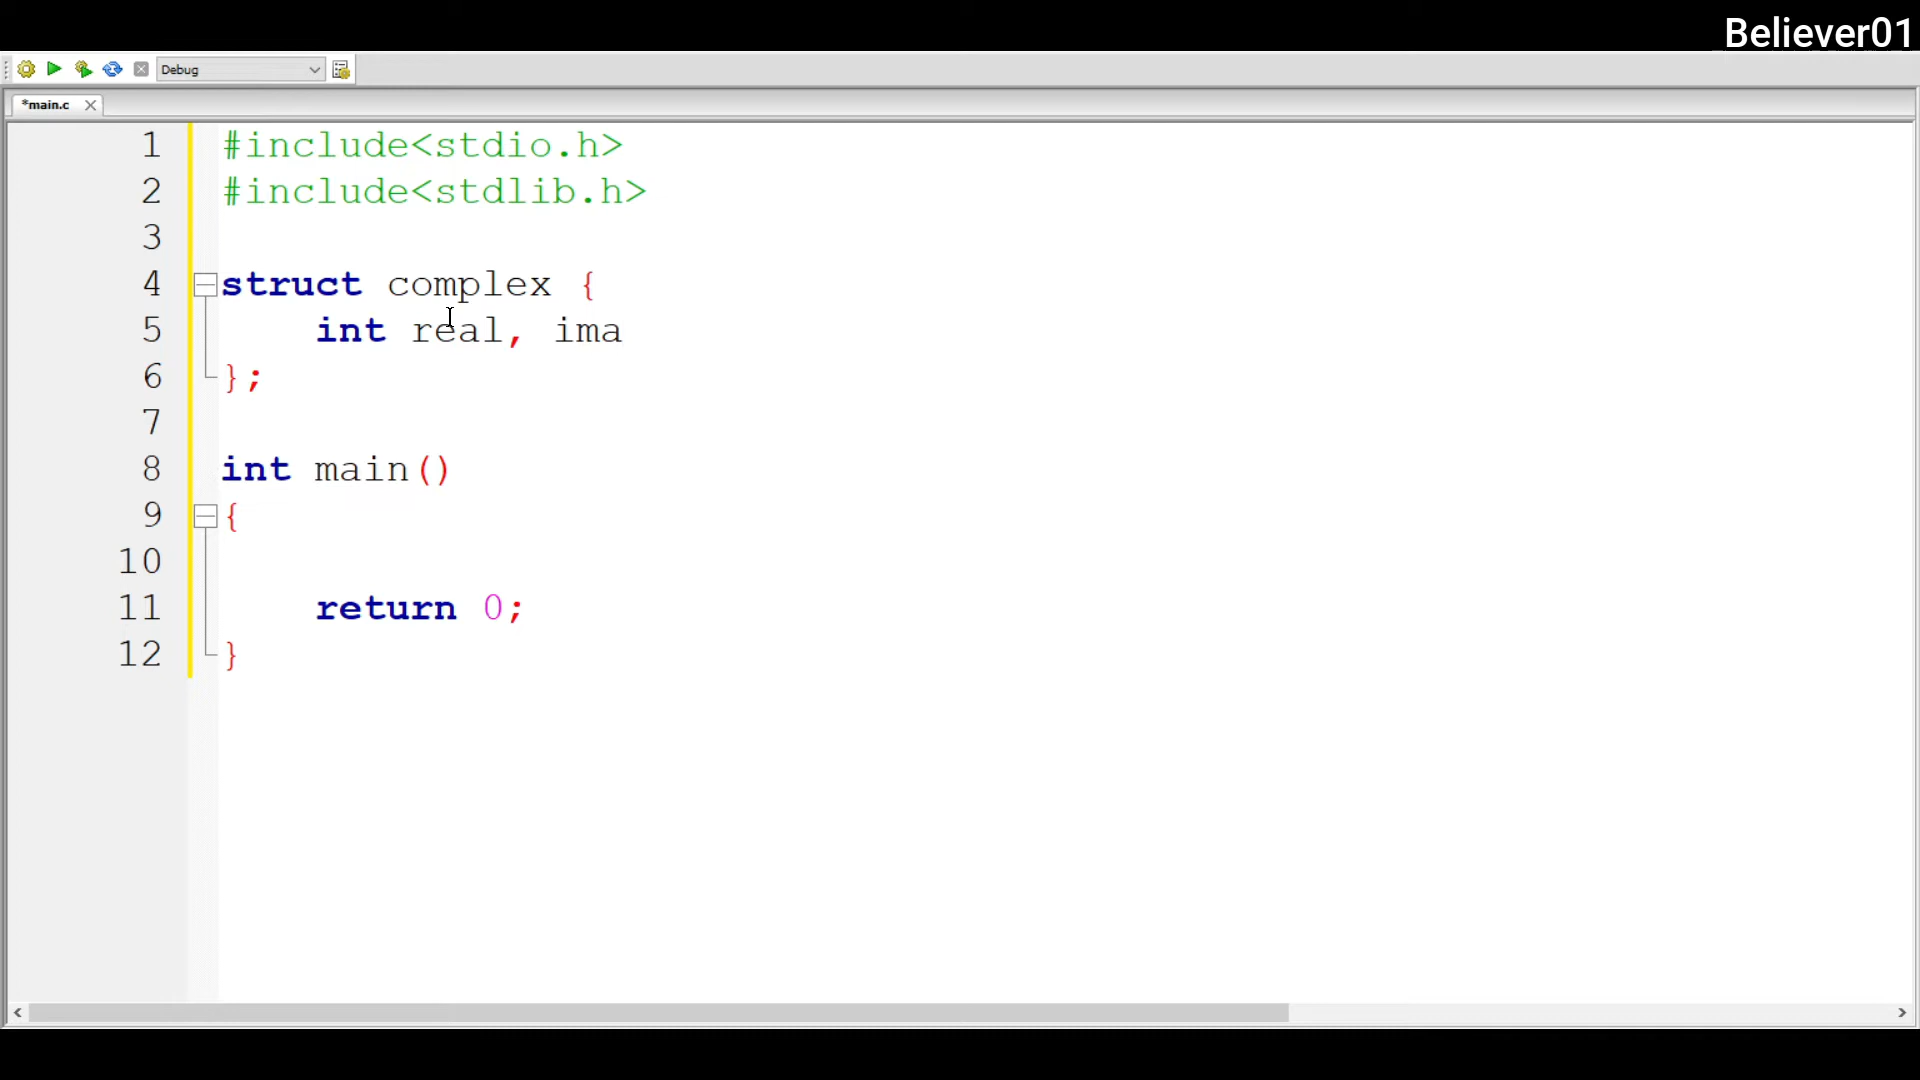 Believer01
Debug
*main.c
1 #include<stdio.h>
2 #include<stdlib.h>
3
4 struct complex {
5 int real, ima
6 };
7
8 int main()
9 {
10
11 return 0;
12 }